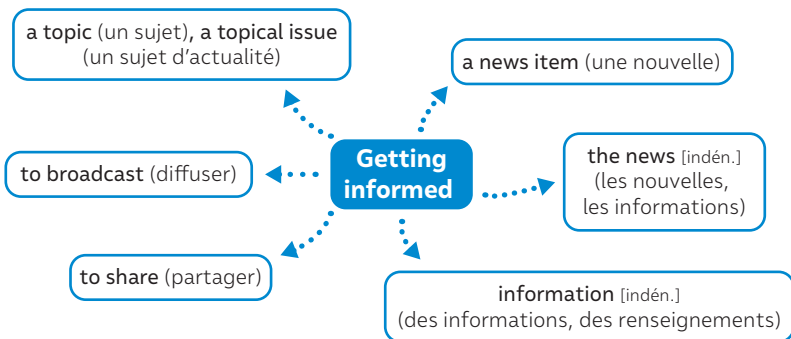 a topic (un sujet), a topical issue
(un sujet d'actualité)
a news item (une nouvelle)
Getting
informed
the news [indén.]
(les nouvelles,
les informations)
to broadcast (diffuser)
to share (partager)
information [indén.]
(des informations, des renseignements)